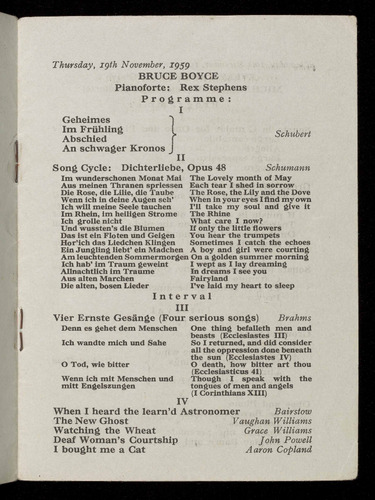 Thursday, 19th November, 1959
BRUCE BOYCE
Pianoforte: Rex Stephens
Programme:
I
Geheimes
Im Frühling
Abschied
An schwager Kronos
Schubert
II
Song Cycle: Dichterliebe, Opus 48 Schumann
Im wunderschonen Monat Mai The Lovely month of May
Aus meinen Thranen spriessen Each tear I shed in sorrow
Die Rose, die Lilie, die Taube The Rose, the Lily and the Dove
Wenn ich in deine Augen seh' When in your eyes I find my own
Ich will meine Seele tauchen I'll take my soul and give it
Im Rhein, im heiligen Strome The Rhine
Ich grolle nicht What care I now?
Und wussten's die Blumen If only the little flowers
Das ist ein Floten und Geigen You hear the trumpets
Hor'ich das Liedchen Klingen Sometimes I catch the echoes
Ein Jungling liebt' ein Madchen A boy and girl were courting
Am leuchtenden Sommermorgen On a golden summer morning
Ich hab' im Traum geweint I wept as I lay dreaming
Allnachtlich im Traume In dreams I see you
Aus alten Marchen Fairyland
Die alten, bosen Lieder I've laid my heart to sleep
Interval
III
Vier Ernste Gesänge (Four serious songs) Brahms
Denn es gehet dem Menschen One thing befalleth men and
beasts (Ecclesiastes III)
Ich wandte mich und Sahe So I returned, and did consider
all the oppression done beneath
the sun (Ecclesiastes IV)
O Tod, wie bitter O death, how bitter art thou
(Ecclesiasticus 41)
Wenn ich mit Menschen und Though I speak with the
mitt Engelszungen tongues of men and angels
(I Corinthians XIII)
IV
When I heard the learn'd Astronomer Bairstow
The New Ghost Vaughan Williams
Watching the Wheat Grace Williams
Deaf Woman's Courtship John Powell
I bought me a Cat Aaron Copland